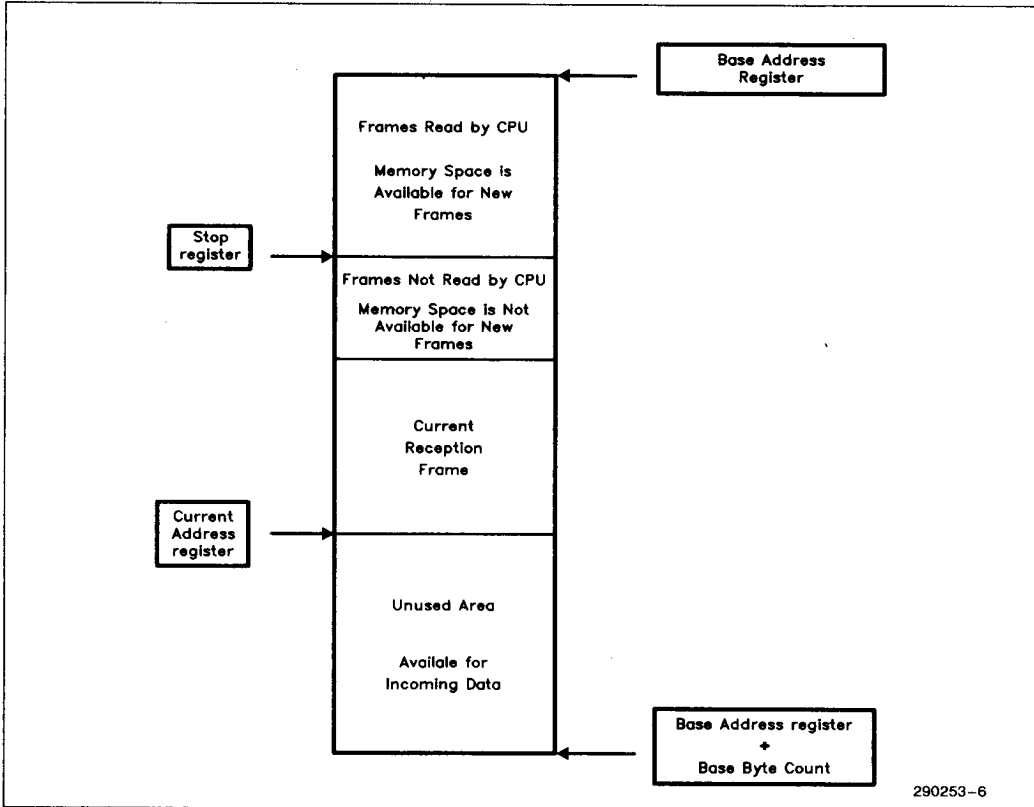 Base Address
Register
Frames Read by CPU
Memory Space is
Available for New
Frames
Stop
register
Frames Not Read by CPU
Memory Space is Not
Available for New
Frames
Current
Reception
Frame
Current
Address
register
Unused Area
Availale for
Incoming Data
Base Address register
+
Base Byte Count
290253-6